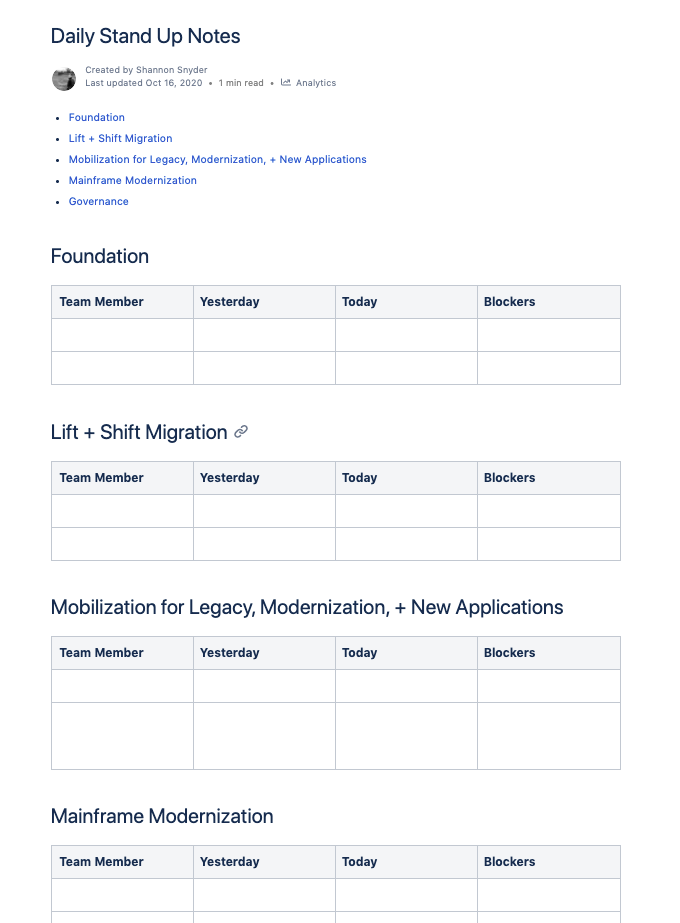 Daily Stand Up Notes
Created by Shannon Snyder
Last updated Oct 16, 2020 • 1 min read • Analytics
• Foundation
• Lift + Shift Migration
• Mobilization for Legacy, Modernization, + New Applications
• Mainframe Modernization
• Governance
Foundation
Team Member Yesterday Today Blockers
Lift + Shift Migration
Team Member Yesterday Today Blockers
Mobilization for Legacy, Modernization, + New Applications
Team Member Yesterday Today Blockers
Mainframe Modernization
Team Member Yesterday Today Blockers